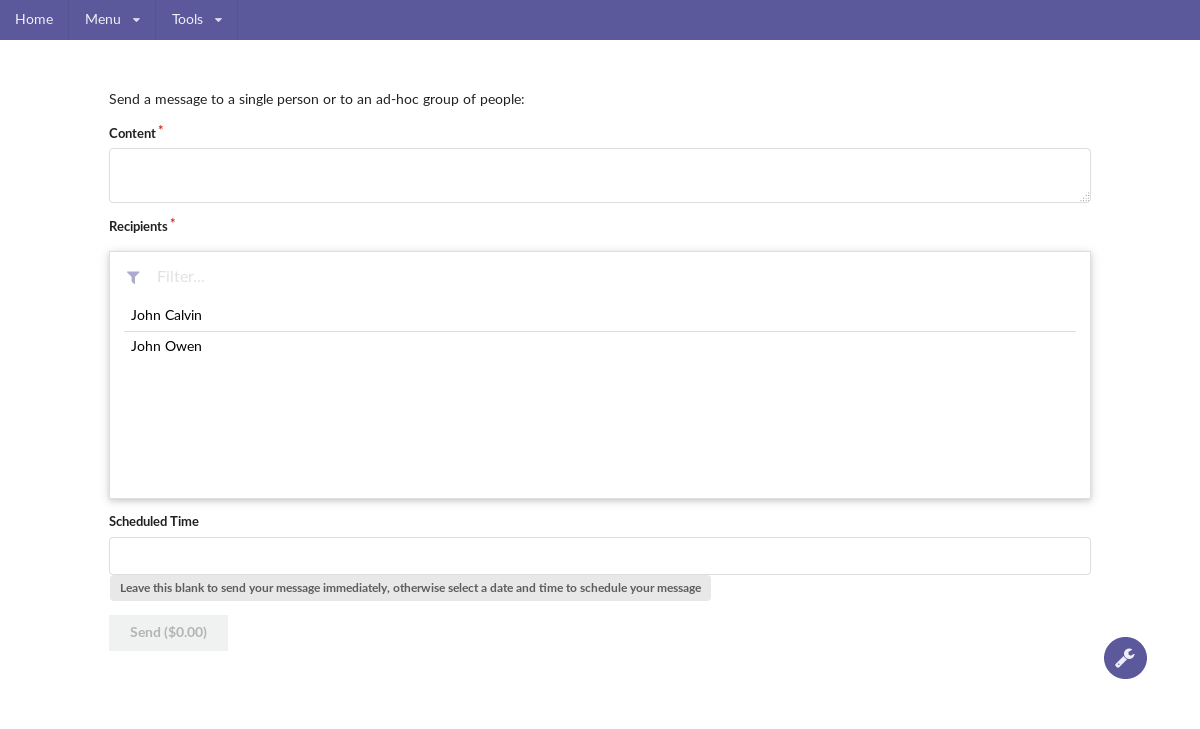 Home Menu Tools
Send a message to a single person or to an ad-hoc group of people:
Content*
Recipients*
Filter...
John Calvin
John Owen
Scheduled Time
Leave this blank to send your message immediately, otherwise select a date and time to schedule your message
Send ($0.00)